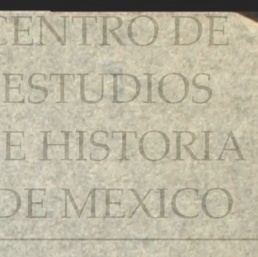 CENTRO DE
ESTUDIOS
E HISTORIA
DE MEXICO